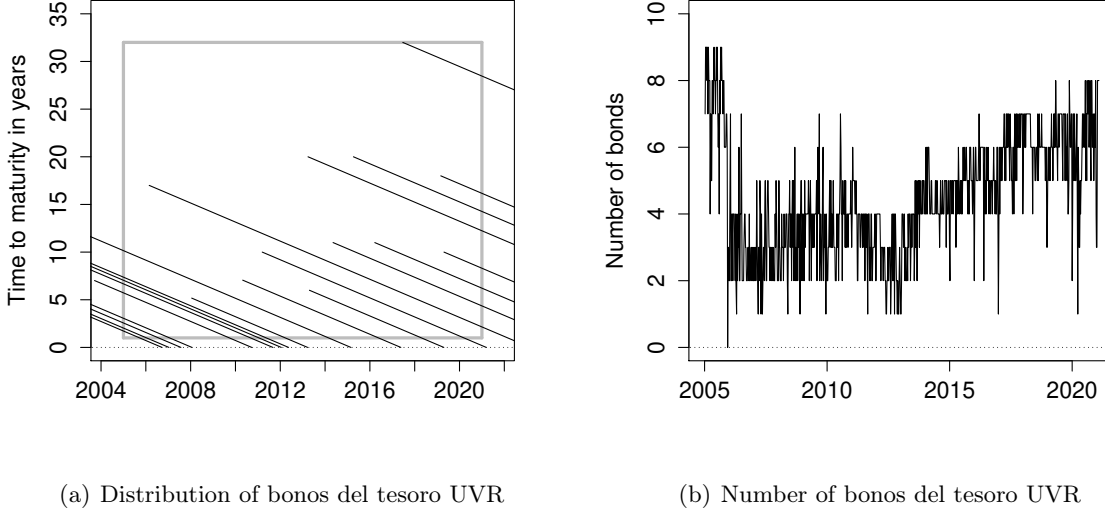 Time to maturity in years
35
30
25
20
15
10
5
0
2004 2008 2012 2016 2020
(a) Distribution of bonos del tesoro UVR
Number of bonds
10
8
6
4
2
0
2005 2010 2015 2020
(b) Number of bonos del tesoro UVR